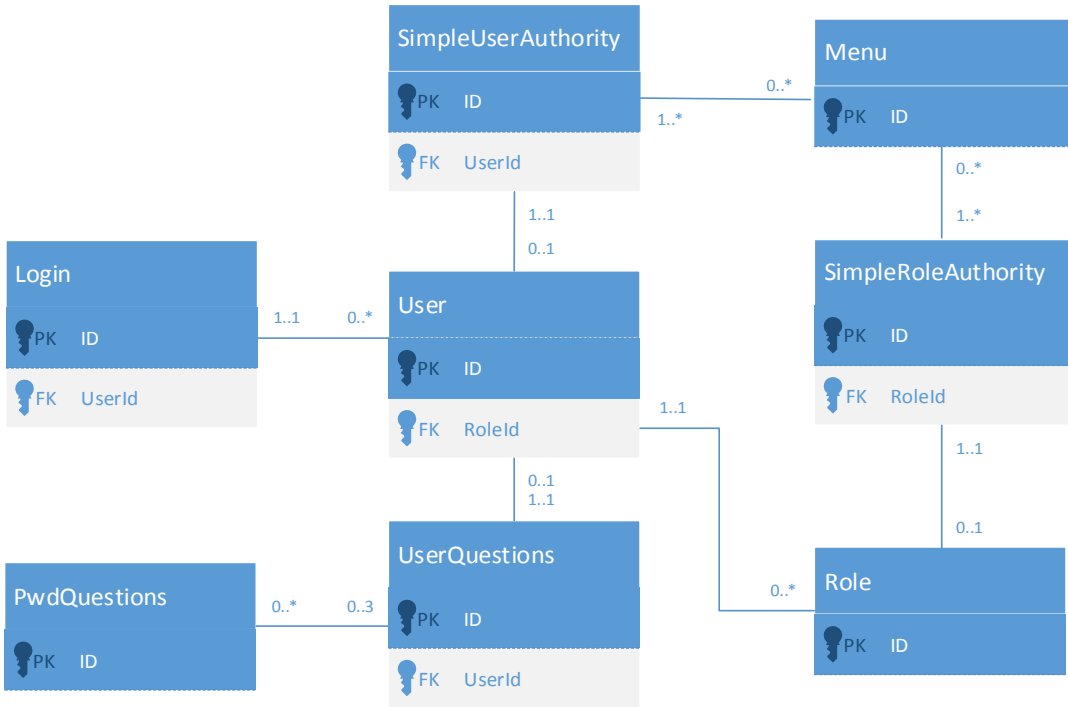 SimpleUserAuthority
PK ID
FK UserId
Menu
PK ID
0..*
1..*
0..*
1..*
1..1
0..1
Login
PK ID
FK UserId
1..1 0..*
User
PK ID
FK RoleId
SimpleRoleAuthority
PK ID
FK RoleId
1..1
1..1
0..1
0..1
1..1
UserQuestions
PK ID
FK UserId
PwdQuestions
PK ID
0..* 0..3
0..*
Role
PK ID